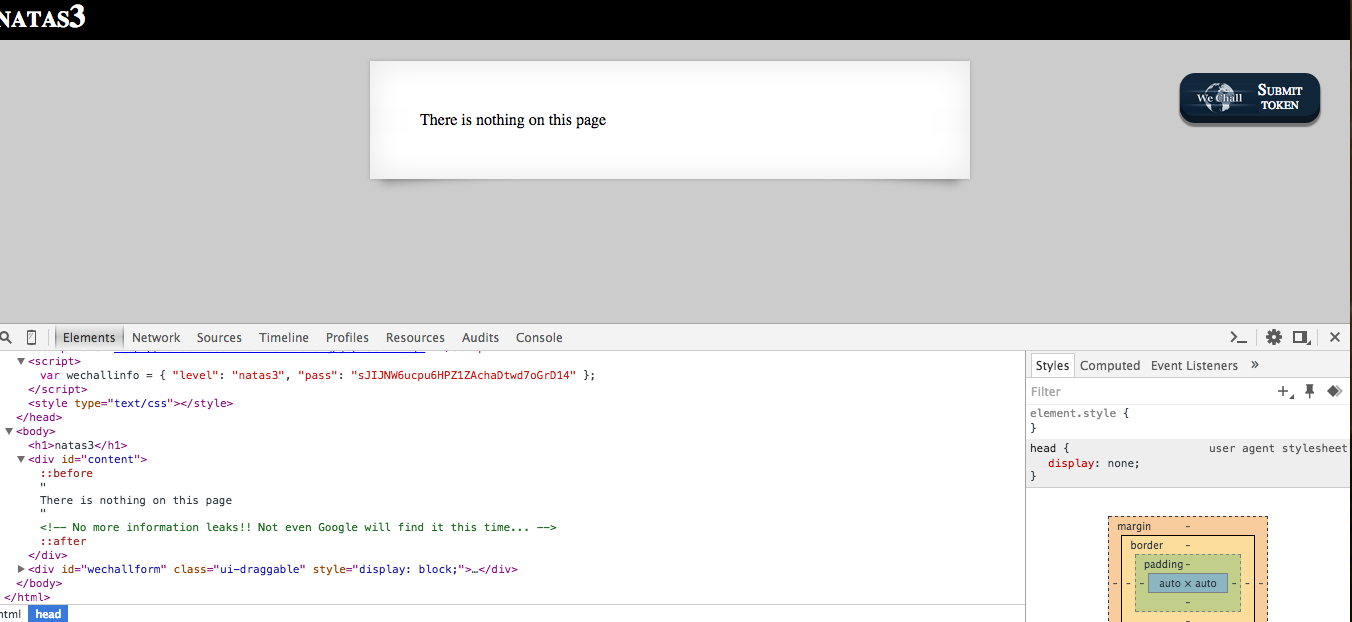 NATAS3
There is nothing on this page
We Chall
SUBMIT
TOKEN
Elements Network Sources Timeline Profiles Resources Audits Console
<script>
var wechallinfo = { "level": "natas3", "pass": "sJIJNW6ucpu6HPZ1ZAchaDtwd7oGrD14" };
</script>
<style type="text/css"></style>
</head>
<body>
<h1>natas3</h1>
<div id="content">
::before
"
There is nothing on this page
"
<!-- No more information leaks!! Not even Google will find it this time... -->
::after
</div>
<div id="wechallform" class="ui-draggable" style="display: block;">…</div>
</body>
</html>
html head
Styles Computed Event Listeners »
Filter
element.style {
}
head { user agent stylesheet
display: none;
}
margin -
border -
padding -
- - - auto × auto - - -
-